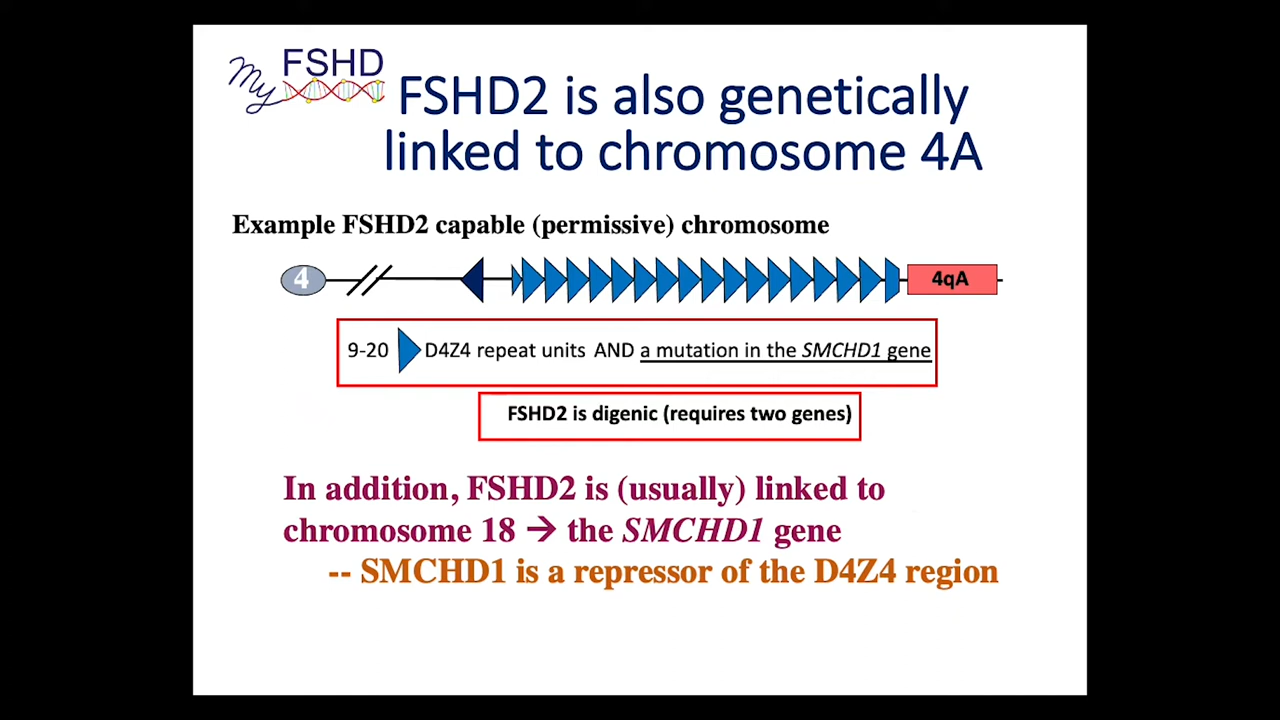 My FSHD
FSHD2 is also genetically
linked to chromosome 4A
Example FSHD2 capable (permissive) chromosome
4
4qA
9-20 D4Z4 repeat units AND a mutation in the SMCHD1 gene
FSHD2 is digenic (requires two genes)
In addition, FSHD2 is (usually) linked to
chromosome 18 → the SMCHD1 gene
-- SMCHD1 is a repressor of the D4Z4 region